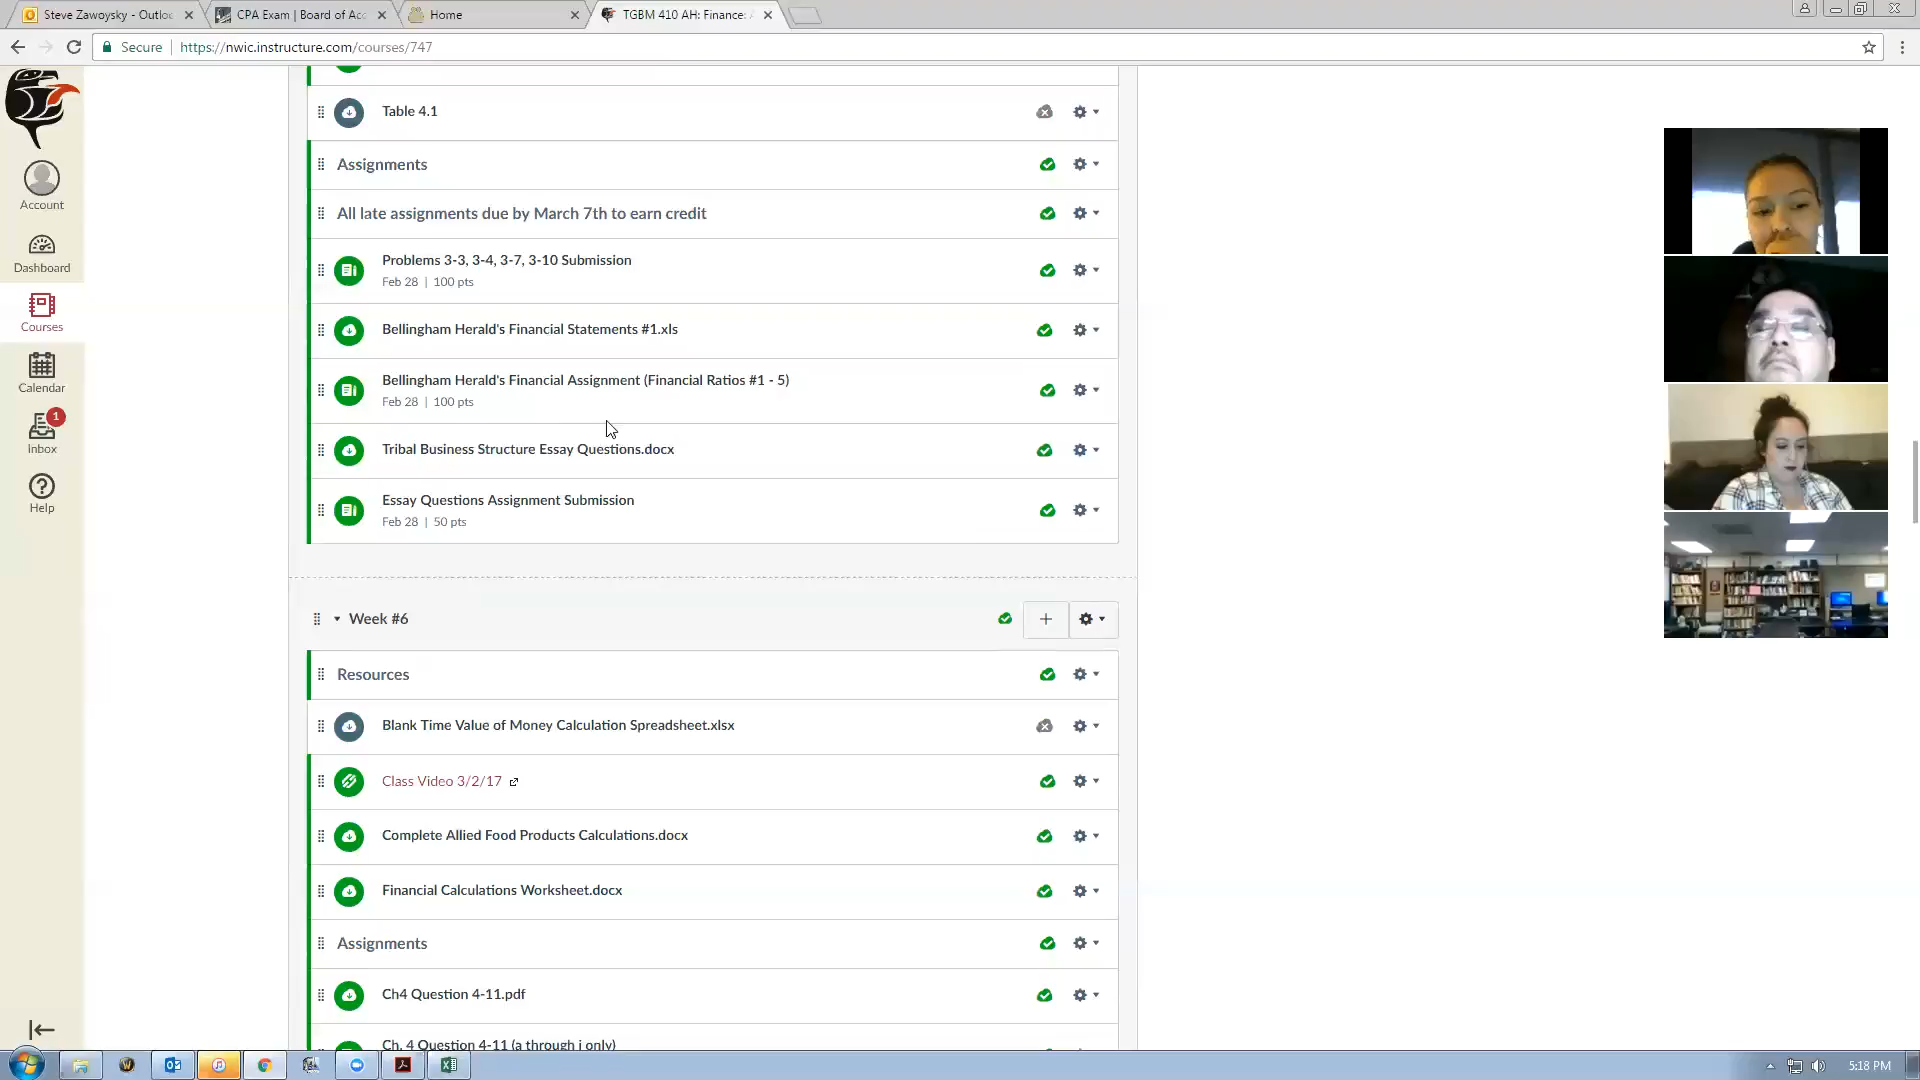 Steve Zawoysky - Outlo
CPA Exam | Board of Acc
Home
TGBM 410 AH: Finance: A
Secure
https://nwic.instructure.com/courses/747
Account
Dashboard
Courses
Calendar
1
Inbox
Help
Table 4.1
Assignments
All late assignments due by March 7th to earn credit
Problems 3-3, 3-4, 3-7, 3-10 Submission
Feb 28 | 100 pts
Bellingham Herald's Financial Statements #1.xls
Bellingham Herald's Financial Assignment (Financial Ratios #1 - 5)
Feb 28 | 100 pts
Tribal Business Structure Essay Questions.docx
Essay Questions Assignment Submission
Feb 28 | 50 pts
Week #6
Resources
Blank Time Value of Money Calculation Spreadsheet.xlsx
Class Video 3/2/17
Complete Allied Food Products Calculations.docx
Financial Calculations Worksheet.docx
Assignments
Ch4 Question 4-11.pdf
Ch. 4 Question 4-11 (a through i only)
5:18 PM